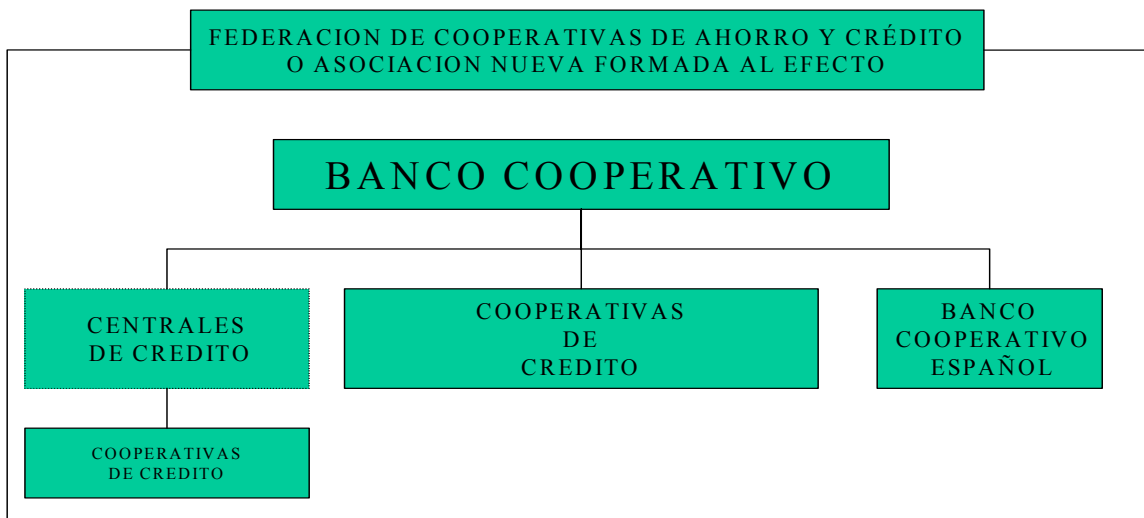 FEDERACION DE COOPERATIVAS DE AHORRO Y CRÉDITO
O ASOCIACION NUEVA FORMADA AL EFECTO
BANCO COOPERATIVO
CENTRALES
DE CREDITO
COOPERATIVAS
DE
CREDITO
BANCO
COOPERATIVO
ESPAÑOL
COOPERATIVAS
DE CREDITO